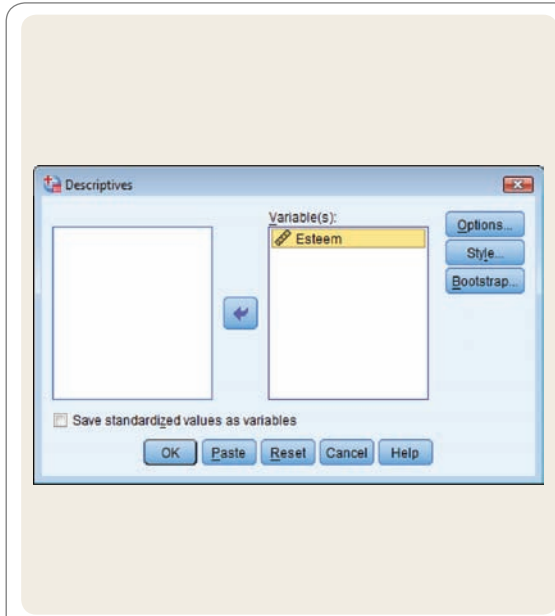 Descriptives
Variable(s):
Esteem
Options...
Style...
Bootstrap...
Save standardized values as variables
OK Paste Reset Cancel Help